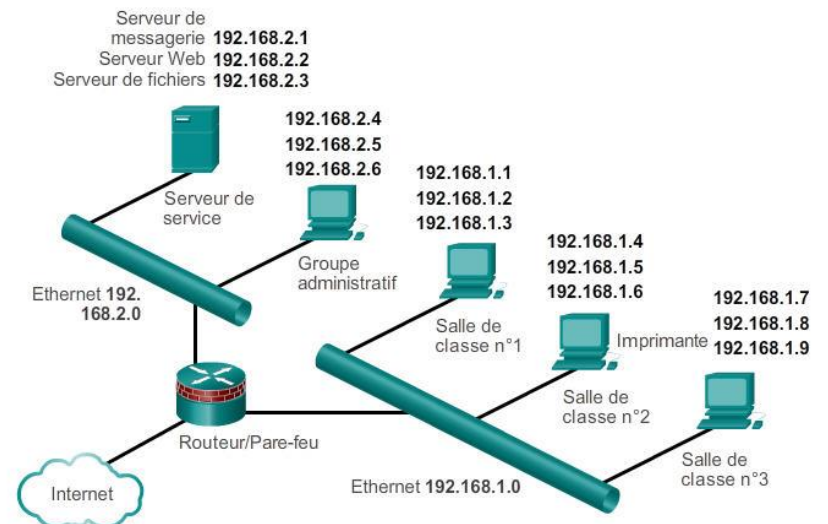 Serveur de
messagerie 192.168.2.1
Serveur Web 192.168.2.2
Serveur de fichiers 192.168.2.3
192.168.2.4
192.168.2.5
192.168.2.6
Serveur de
service
192.168.1.1
192.168.1.2
192.168.1.3
Groupe
administratif
192.168.1.4
192.168.1.5
192.168.1.6
Ethernet 192.
168.2.0
Salle de
classe n°1
Imprimante
192.168.1.7
192.168.1.8
192.168.1.9
Salle de
classe n°2
Routeur/Pare-feu
Salle de
classe n°3
Ethernet 192.168.1.0
Internet